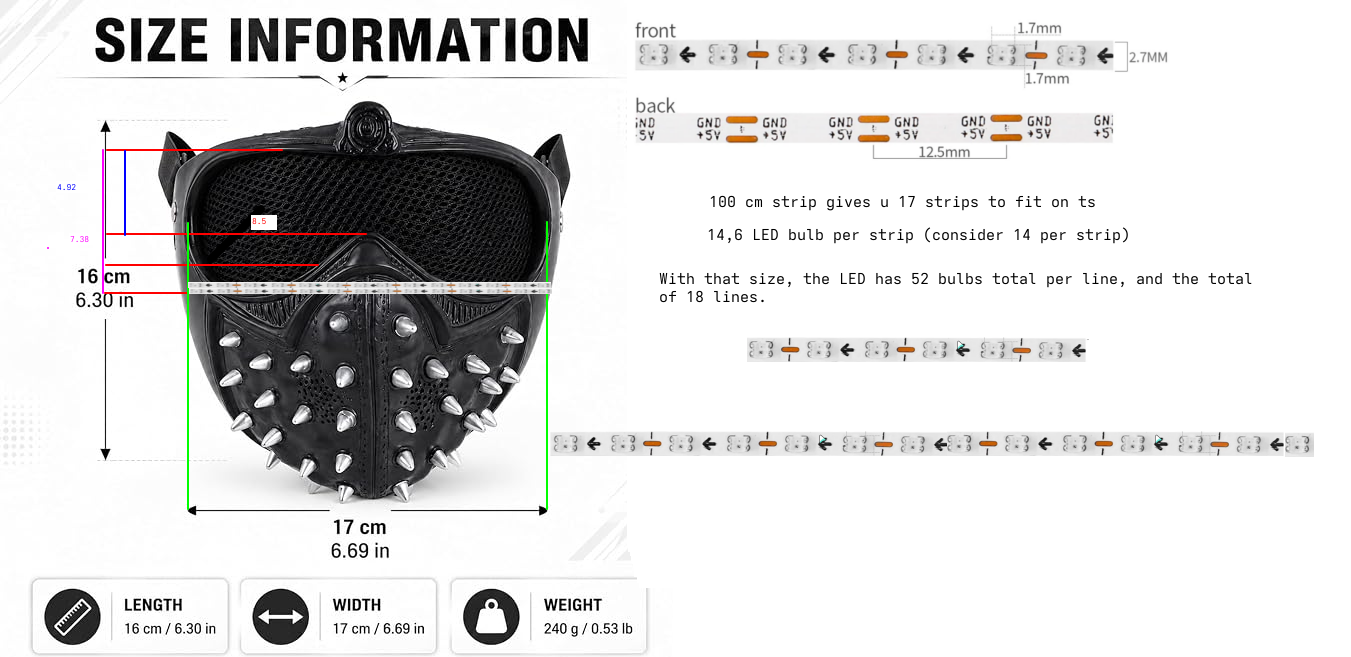 SIZE INFORMATION
4.92
8.5
7.38
16 cm
6.30 in
17 cm
6.69 in
LENGTH
16 cm / 6.30 in
WIDTH
17 cm / 6.69 in
WEIGHT
240 g / 0.53 lb
front
1.7mm
2.7MM
1.7mm
back
GND GND GND GND GND GND GND GN
+5V +5V +5V +5V +5V +5V +5V +5V
12.5mm
100 cm strip gives u 17 strips to fit on ts
14,6 LED bulb per strip (consider 14 per strip)
With that size, the LED has 52 bulbs total per line, and the total
of 18 lines.